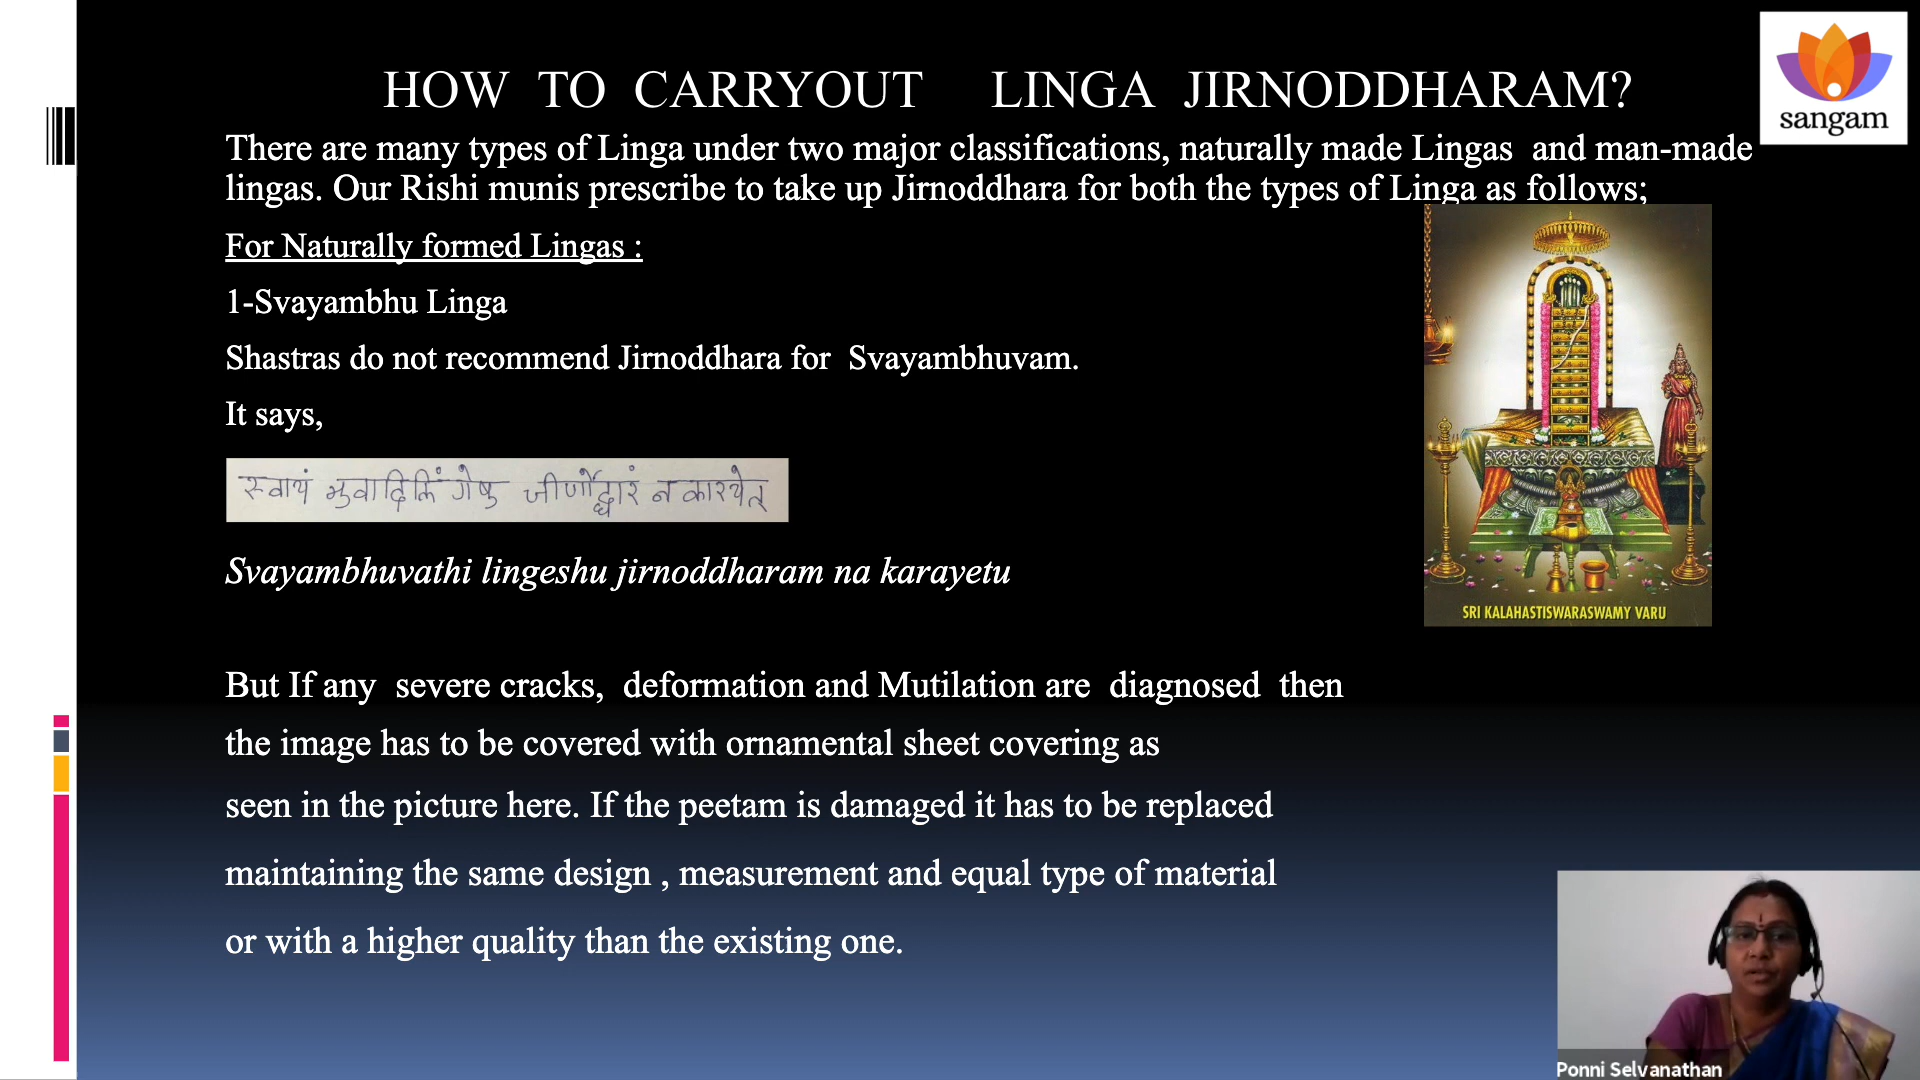 HOW TO CARRYOUT LINGA JIRNODDHARAM?
sangam
There are many types of Linga under two major classifications, naturally made Lingas and man-made
lingas. Our Rishi munis prescribe to take up Jirnoddhara for both the types of Linga as follows;
For Naturally formed Lingas :
1-Svayambhu Linga
Shastras do not recommend Jirnoddhara for Svayambhuvam.
It says,
स्वायं भुवादिलिंगेषु जीर्णोद्धारं न कारयेत्
Svayambhuvathi lingeshu jirnoddharam na karayetu
SRI KALAHASTISWARASWAMY VARU
But If any severe cracks, deformation and Mutilation are diagnosed then
the image has to be covered with ornamental sheet covering as
seen in the picture here. If the peetam is damaged it has to be replaced
maintaining the same design , measurement and equal type of material
or with a higher quality than the existing one.
Ponni Selvanathan